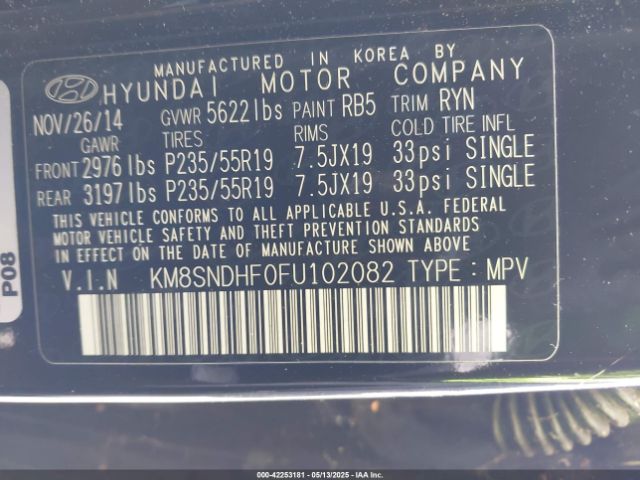 MANUFACTURED IN KOREA BY
HYUNDAI MOTOR COMPANY
NOV/26/14 GVWR 5622lbs PAINT RB5 TRIM RYN
GAWR TIRES RIMS COLD TIRE INFL
FRONT 2976lbs P235/55R19 7.5JX19 33psi SINGLE
REAR 3197lbs P235/55R19 7.5JX19 33psi SINGLE
THIS VEHICLE CONFORMS TO ALL APPLICABLE U.S.A. FEDERAL
MOTOR VEHICLE SAFETY AND THEFT PREVENTION STANDARDS
IN EFFECT ON THE DATE OF MANUFACTURE SHOWN ABOVE.
V.I.N KM8SNDHF0FU102082 TYPE : MPV
P08
000-42253181 - 05/13/2025 - IAAI.COM